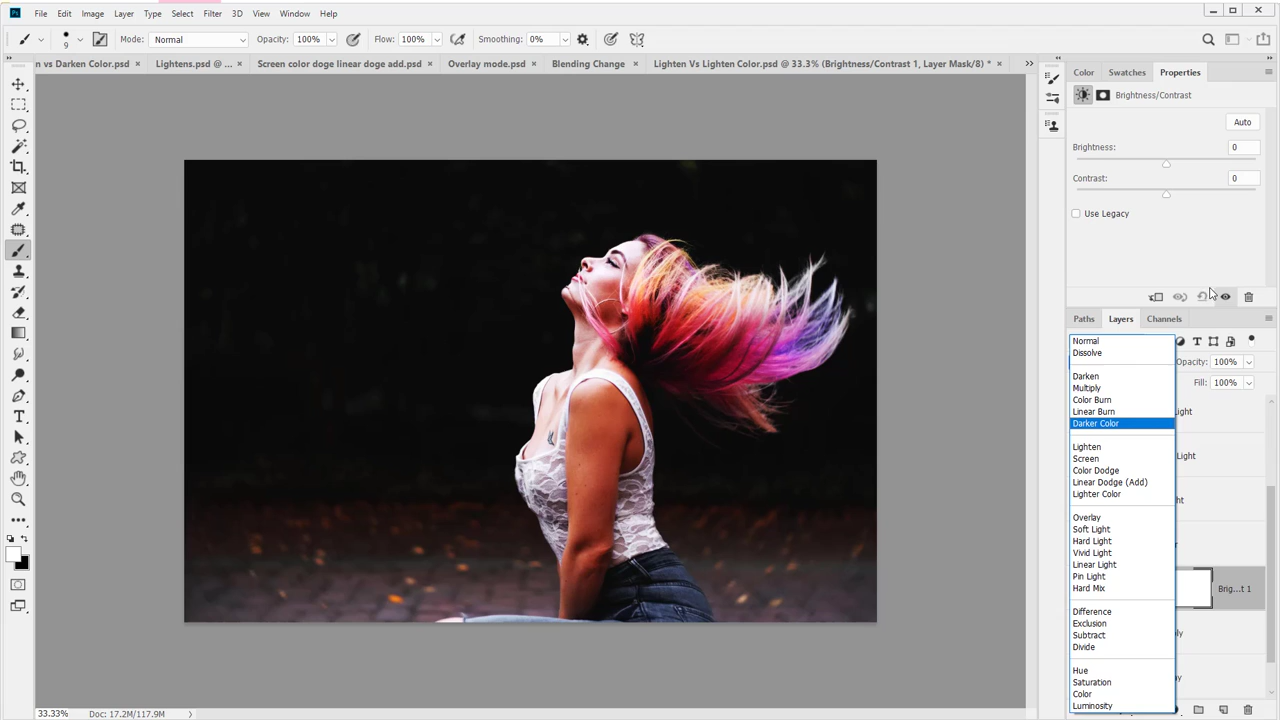 Ps File Edit Image Layer Type Select Filter 3D View Window Help
9 Mode: Normal Opacity: 100% Flow: 100% Smoothing: 0%
n vs Darken Color.psd × Lightens.psd @ ... × Screen color doge linear doge add.psd × Overlay mode.psd × Blending Change × Lighten Vs Lighten Color.psd @ 33.3% (Brightness/Contrast 1, Layer Mask/8) * ×
Color Swatches Properties
Brightness/Contrast
Auto
Brightness: 0
Contrast: 0
Use Legacy
Paths Layers Channels
Normal
Dissolve
Opacity: 100%
Darken
Fill: 100%
Multiply
Color Burn
Linear Burn
Light
Darker Color
Lighten
Screen
Light
Color Dodge
Linear Dodge (Add)
Lighter Color
ht
Overlay
Soft Light
Hard Light
r
Vivid Light
Linear Light
Pin Light
Hard Mix
Brig...t 1
Difference
Exclusion
Subtract
ly
Divide
Hue
Saturation
ay
Color
Luminosity
33.33% Doc: 17.2M/117.9M